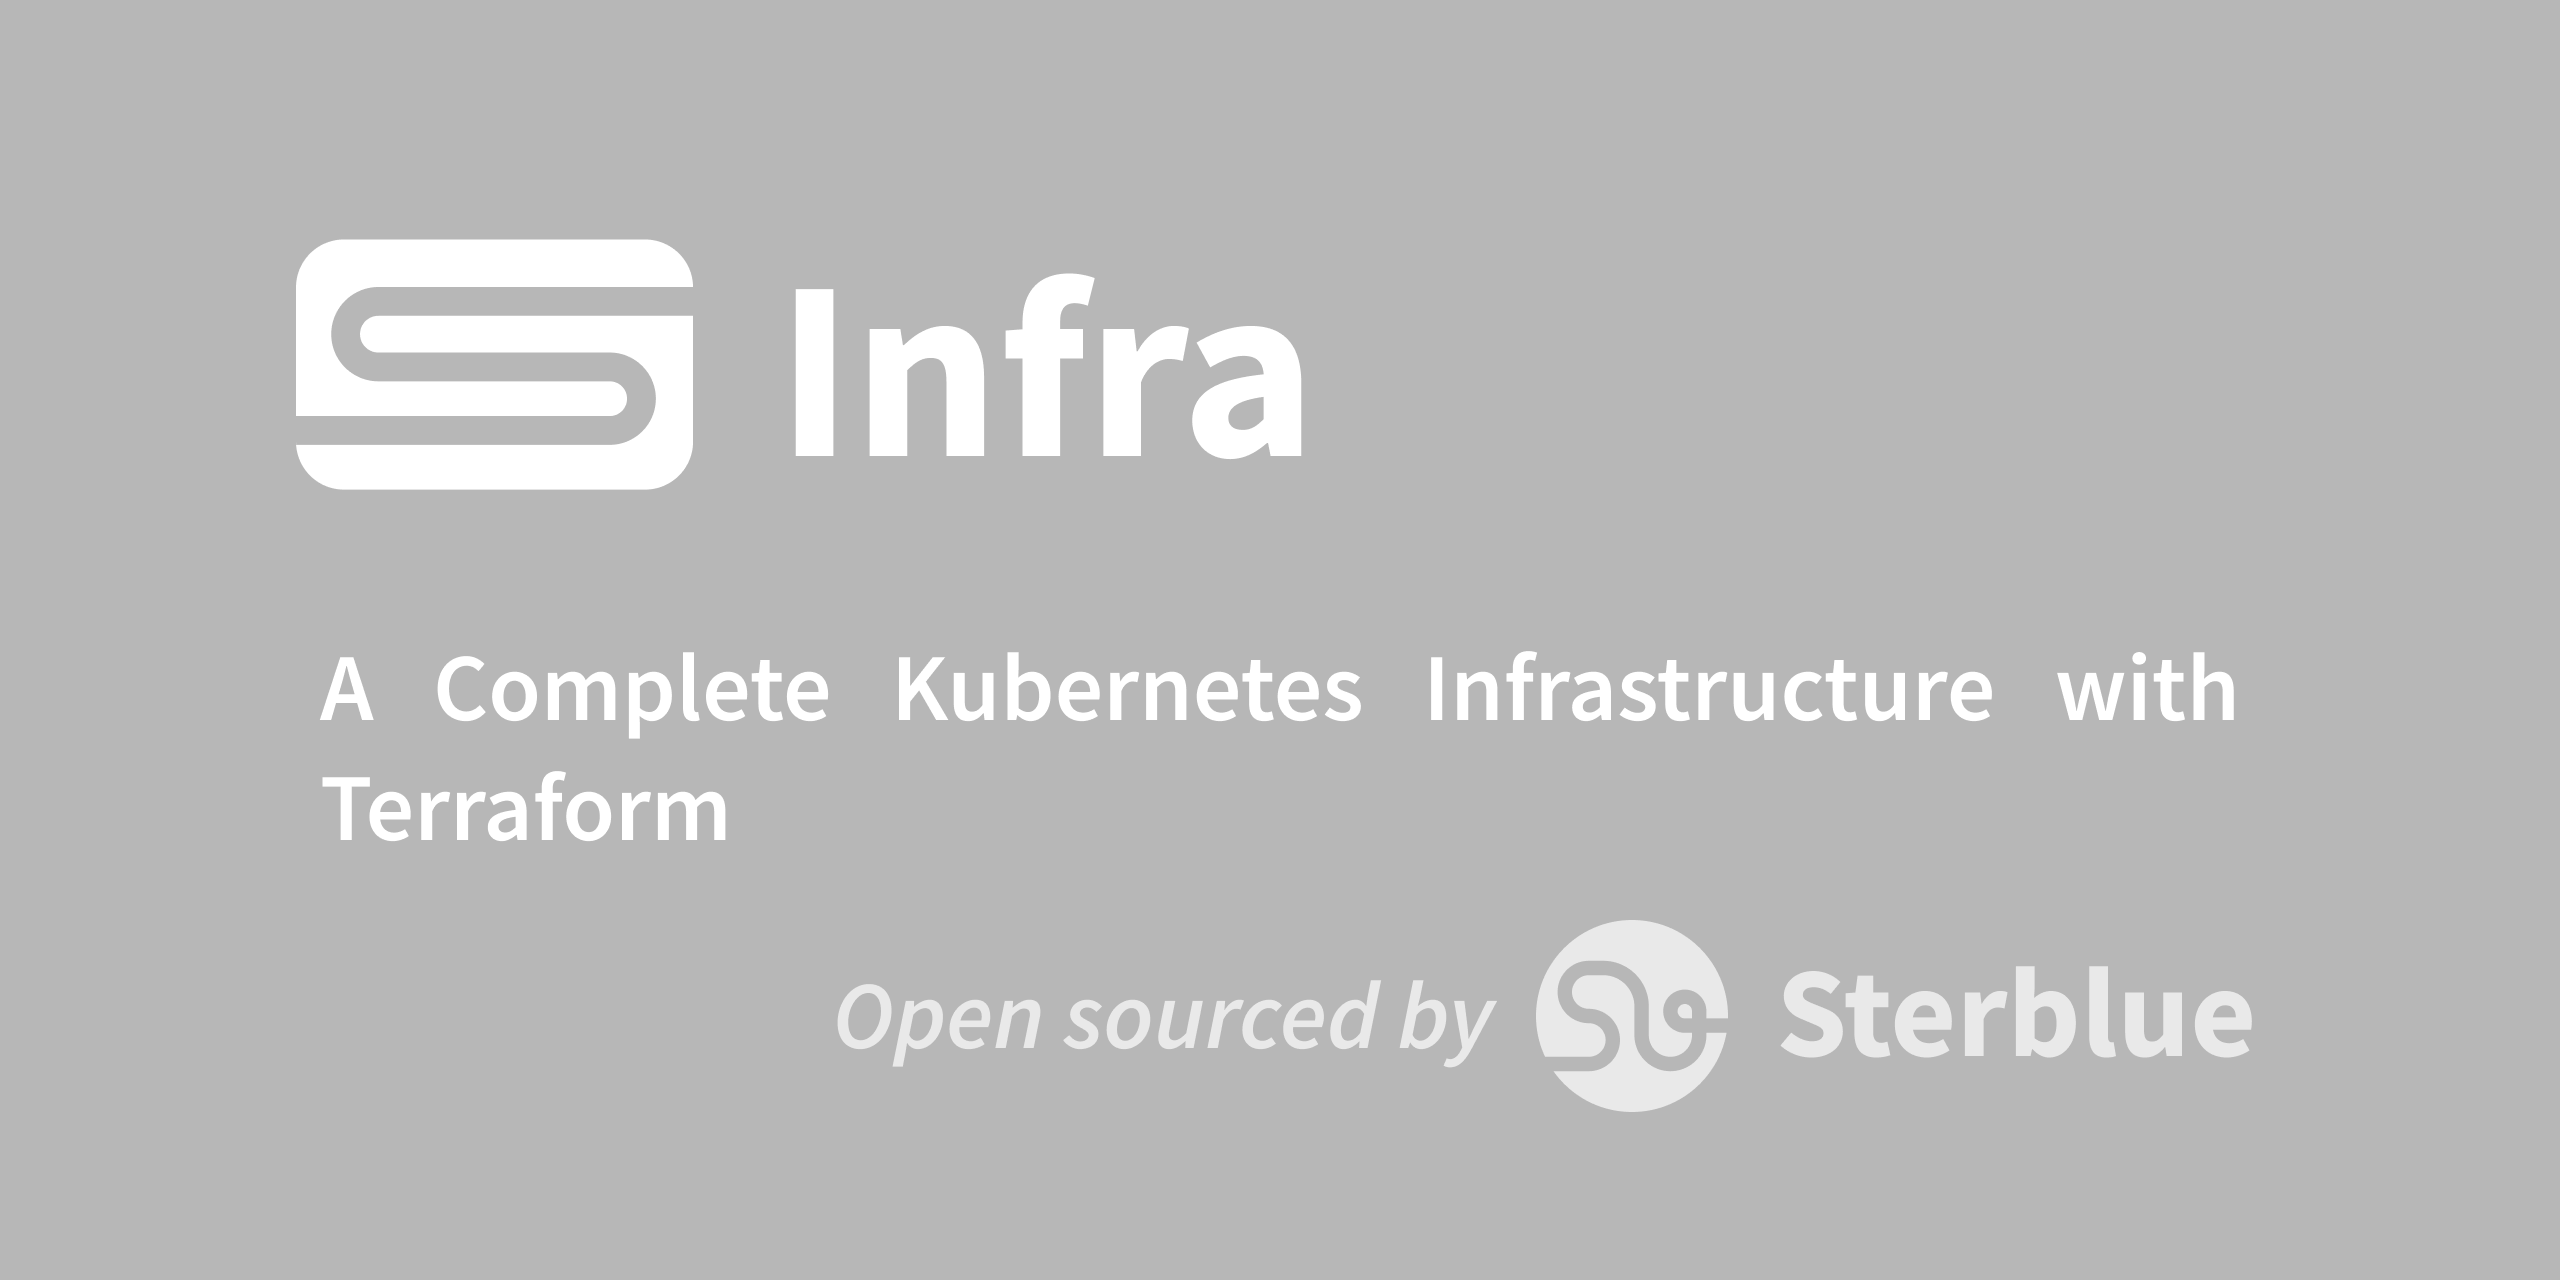 Infra
A Complete Kubernetes Infrastructure with
Terraform
Open sourced by Sterblue